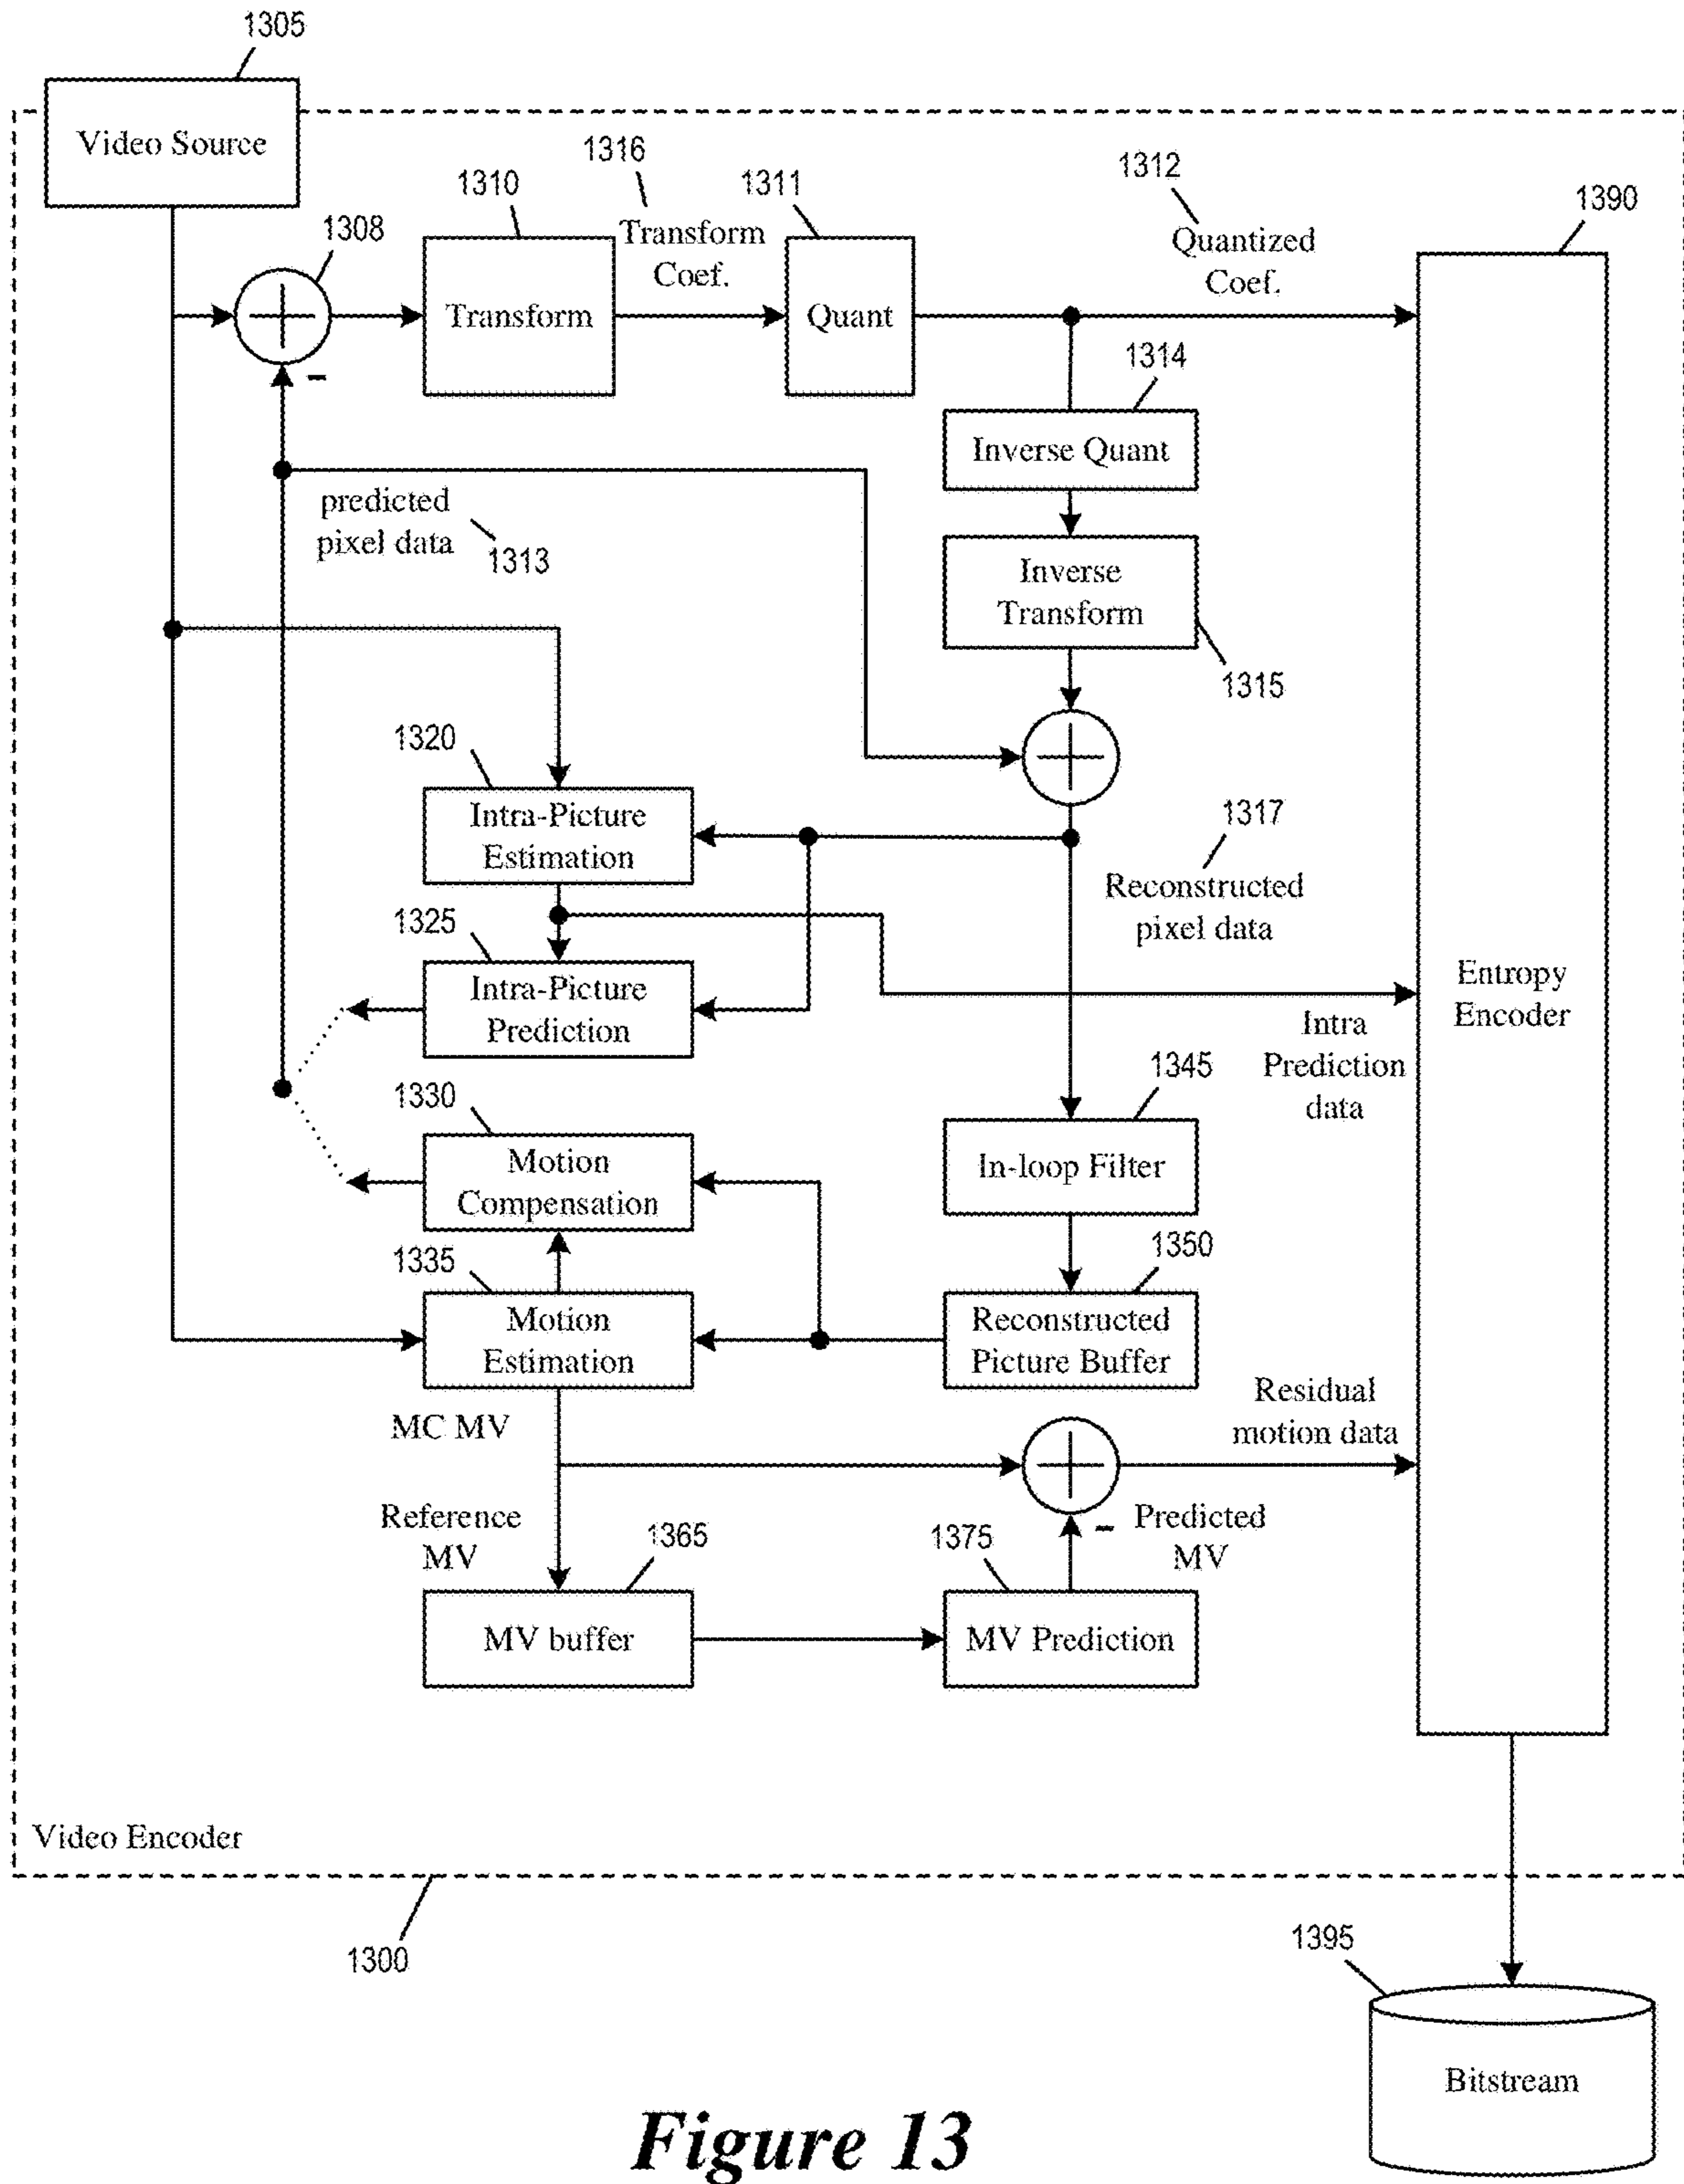 1305
Video Source
1316
1312
1310
1311
1390
1308
Transform
Coef.
Quantized
Coef.
Transform
Quant
1314
-
Inverse Quant
predicted
pixel data
1313
Inverse
Transform
1315
1320
Intra-Picture
Estimation
1317
Reconstructed
pixel data
1325
Intra-Picture
Prediction
Entropy
Encoder
Intra
Prediction
data
1330
1345
Motion
Compensation
In-loop Filter
1335
1350
Motion
Estimation
Reconstructed
Picture Buffer
Residual
motion data
MC MV
Reference
MV
1365
1375
-
Predicted
MV
MV buffer
MV Prediction
Video Encoder
1300
1395
Bitstream
Figure 13